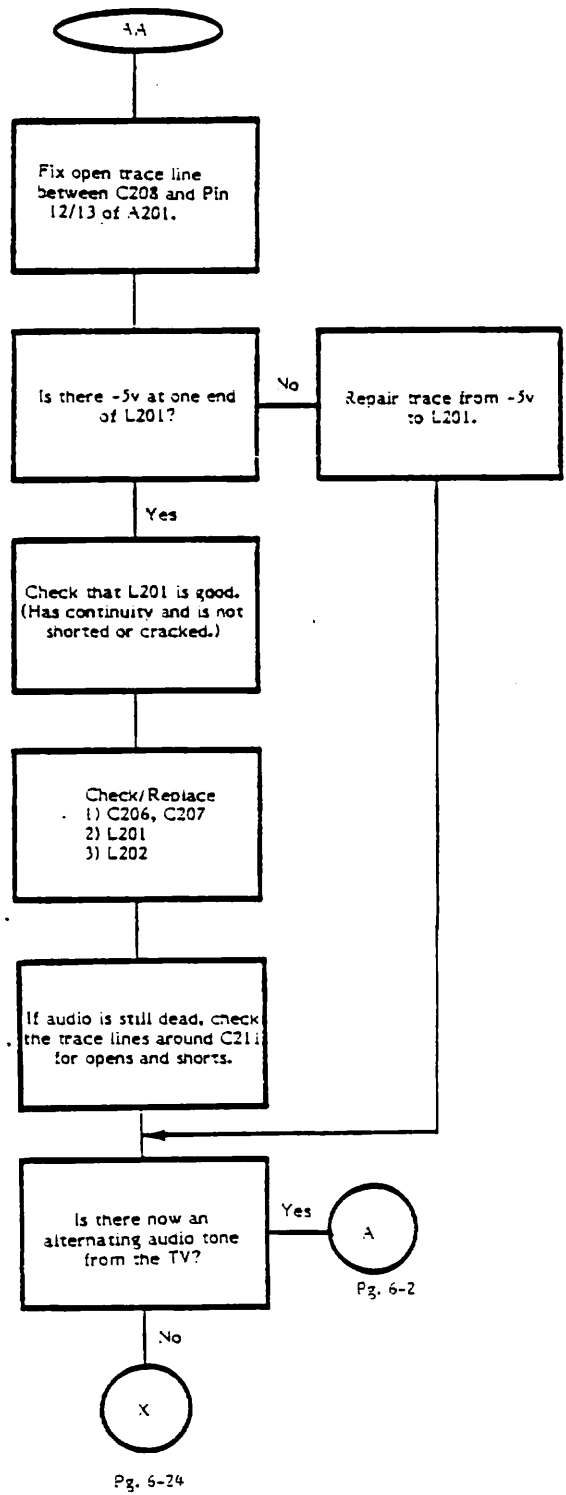 AA
Fix open trace line
between C208 and Pin
12/13 of A201.
Is there -5v at one end
of L201?
No
Repair trace from -5v
to L201.
Yes
Check that L201 is good.
(Has continuity and is not
shorted or cracked.)
Check/Replace
1) C206, C207
2) L201
3) L202
If audio is still dead, check
the trace lines around C211
for opens and shorts.
Is there now an
alternating audio tone
from the TV?
Yes
A
Pg. 6-2
No
X
Pg. 6-24